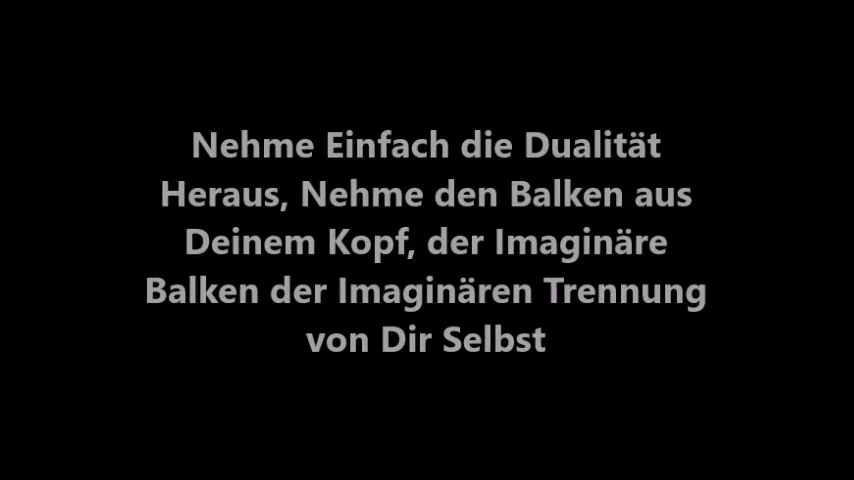 Nehme Einfach die Dualität
Heraus, Nehme den Balken aus
Deinem Kopf, der Imaginäre
Balken der Imaginären Trennung
von Dir Selbst